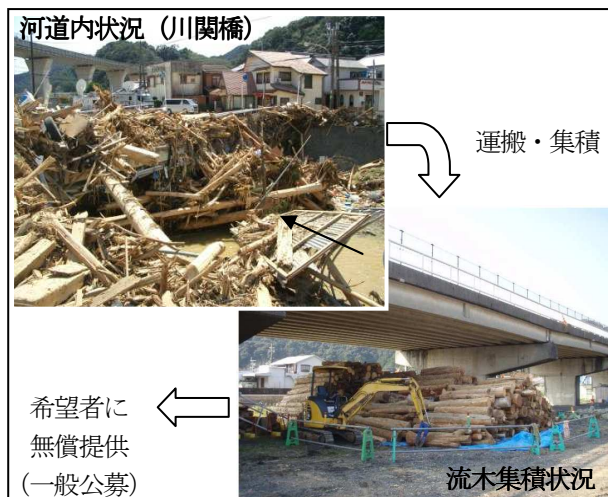 河道内状況（川関橋）
運搬・集積
希望者に
無償提供
（一般公募）
流木集積状況